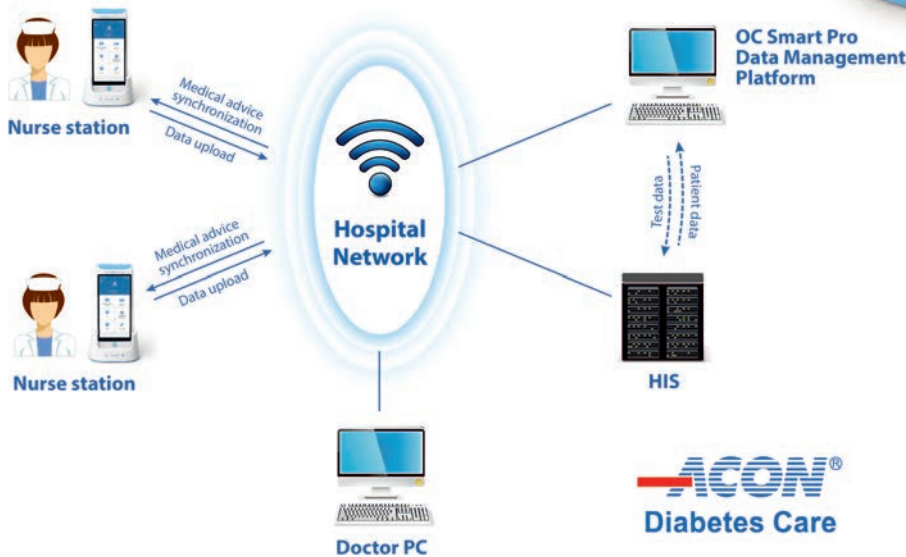 Nurse station
Medical advice
synchronization
Data upload
OC Smart Pro
Data Management
Platform
Hospital
Network
Test data
Patient data
Nurse station
Medical advice
synchronization
Data upload
HIS
Doctor PC
ACON®
Diabetes Care